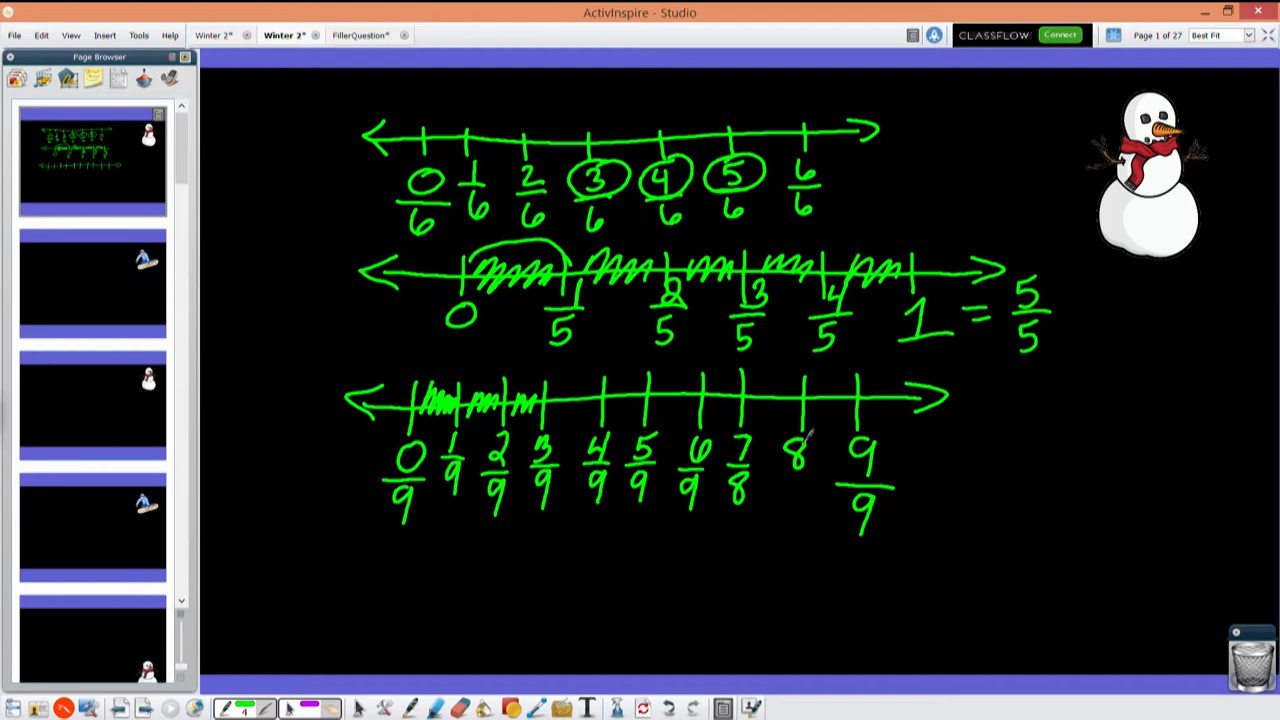 ActivInspire - Studio
File Edit View Insert Tools Help Winter 2* Winter 2* FillerQuestion* CLASSFLOW Connect Page 1 of 27 Best Fit
Page Browser
0/6 1/6 2/6 3/6 4/6 5/6 6/6
0 1/5 2/5 3/5 4/5 1 = 5/5
0/9 1/9 2/9 3/9 4/9 5/9 6/9 7/8 8 9/9
4